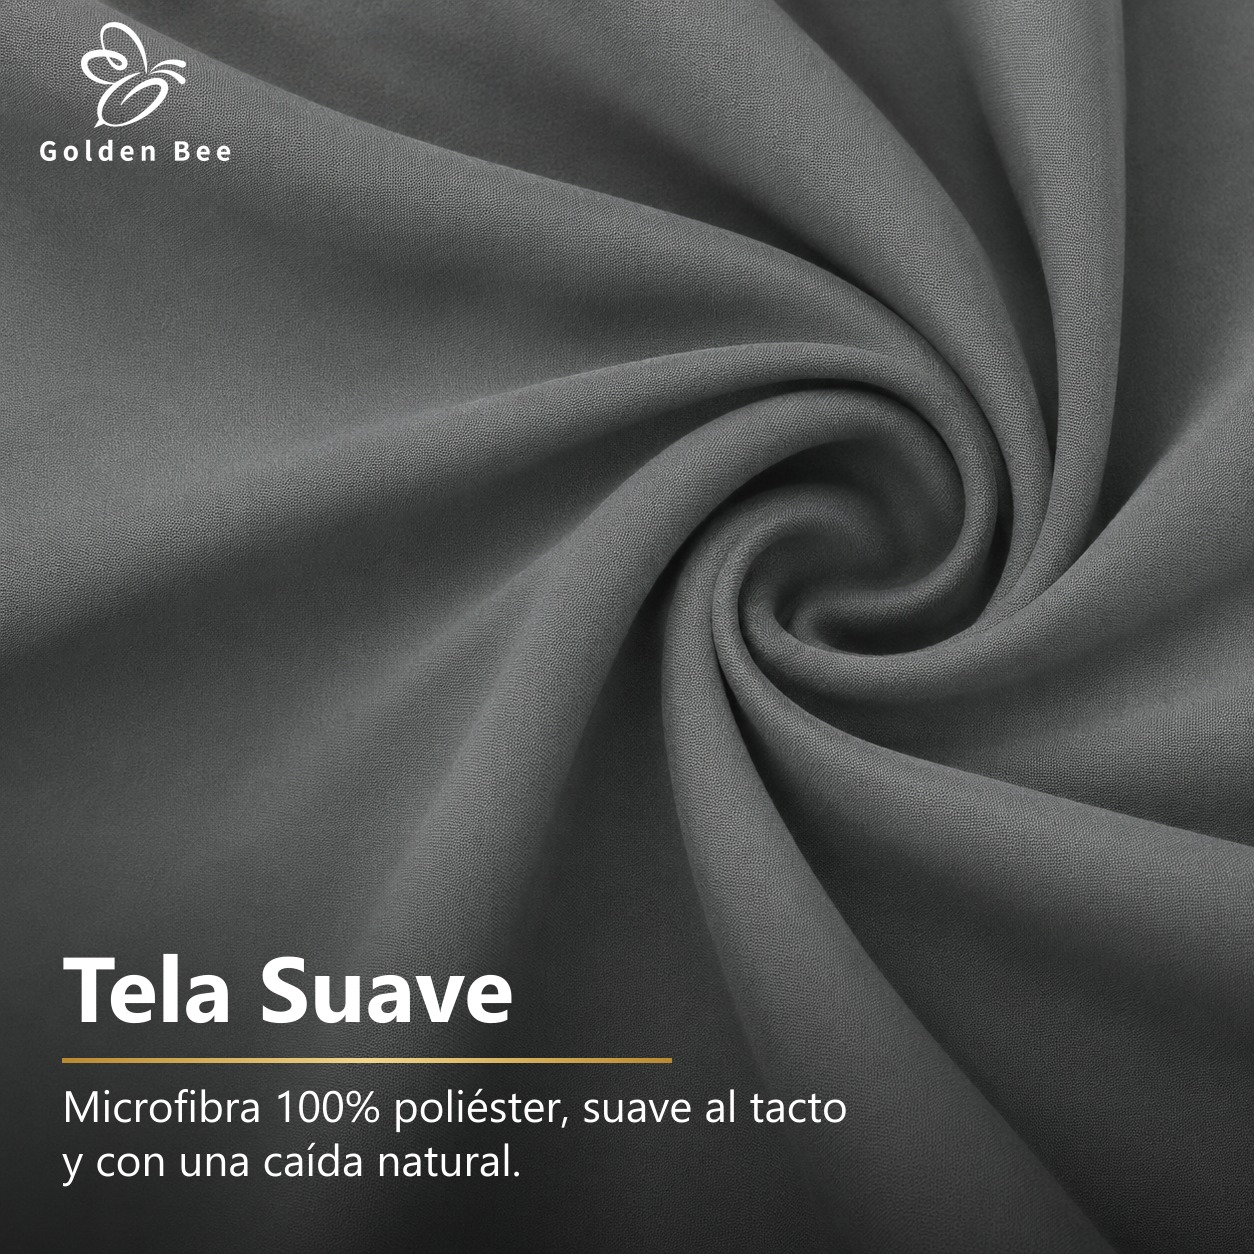 Golden Bee
Tela Suave
Microfibra 100% poliéster, suave al tacto
y con una caída natural.